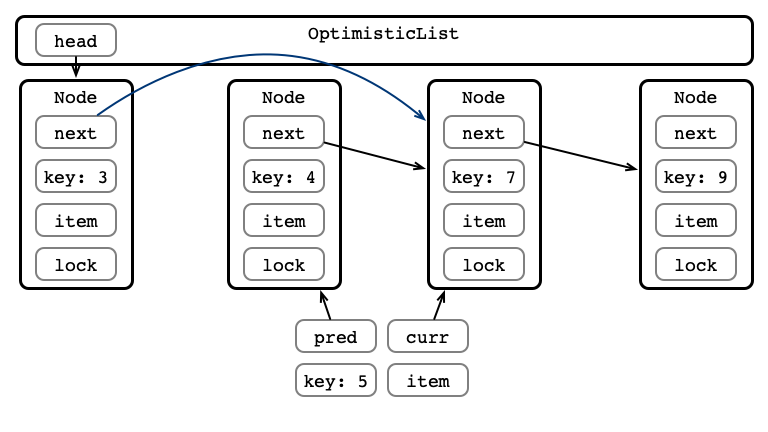 OptimisticList
head
Node
next
key: 3
item
lock
Node
next
key: 4
item
lock
Node
next
key: 7
item
lock
Node
next
key: 9
item
lock
pred
curr
key: 5
item